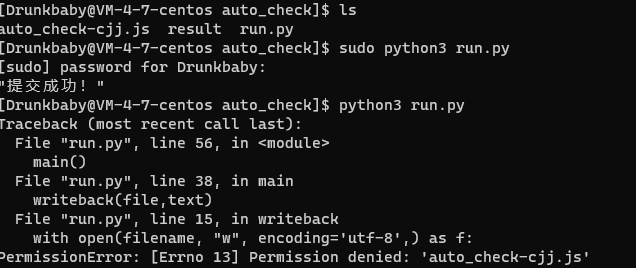 [Drunkbaby@VM-4-7-centos auto_check]$ ls
auto_check-cjj.js  result  run.py
[Drunkbaby@VM-4-7-centos auto_check]$ sudo python3 run.py
[sudo] password for Drunkbaby:
"提交成功！"
[Drunkbaby@VM-4-7-centos auto_check]$ python3 run.py
Traceback (most recent call last):
  File "run.py", line 56, in <module>
    main()
  File "run.py", line 38, in main
    writeback(file,text)
  File "run.py", line 15, in writeback
    with open(filename, "w", encoding='utf-8',) as f:
PermissionError: [Errno 13] Permission denied: 'auto_check-cjj.js'